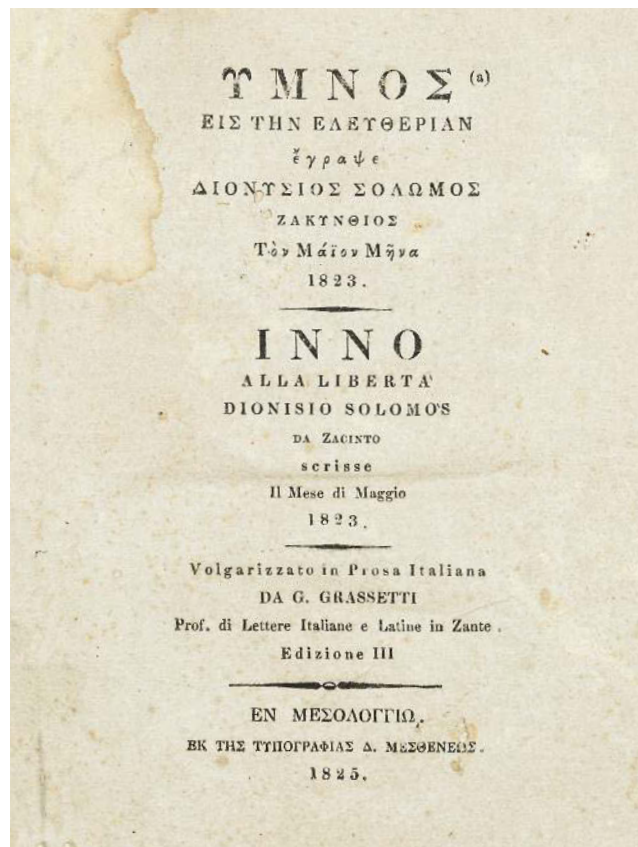 ΥΜΝΟΣ (a)
ΕΙΣ ΤΗΝ ΕΛΕΥΘΕΡΙΑΝ
ἔγραψε
ΔΙΟΝΥΣΙΟΣ ΣΟΛΩΜΟΣ
ΖΑΚΥΝΘΙΟΣ
Τὸν Μάϊον Μῆνα
1823.
INNO
ALLA LIBERTA'
DIONISIO SOLOMO'S
DA ZACINTO
scrisse
Il Mese di Maggio
1823.
Volgarizzato in Prosa Italiana
DA G. GRASSETTI
Prof. di Lettere Italiane e Latine in Zante.
Edizione III
ΕΝ ΜΕΣΟΛΟΓΓΙΩ.
ΕΚ ΤΗΣ ΤΥΠΟΓΡΑΦΙΑΣ Δ. ΜΕΣΘΕΝΕΩΣ.
1825.